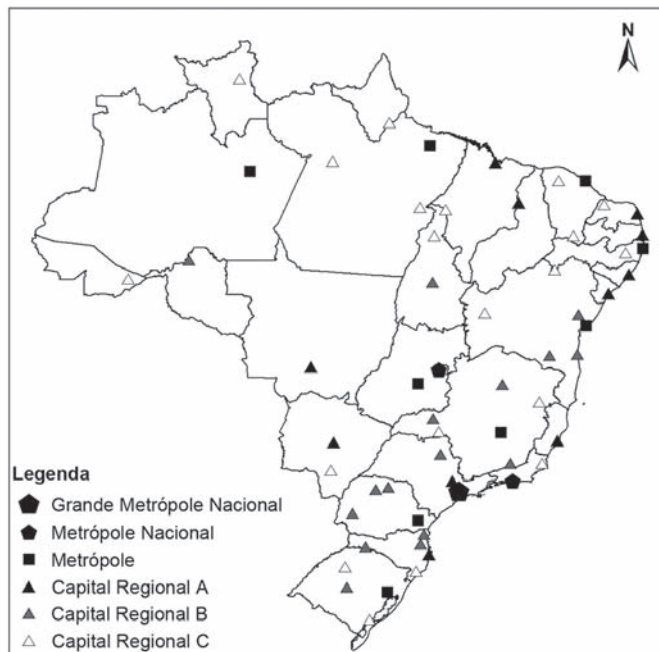 N
Legenda
Grande Metrópole Nacional
Metrópole Nacional
Metrópole
Capital Regional A
Capital Regional B
Capital Regional C